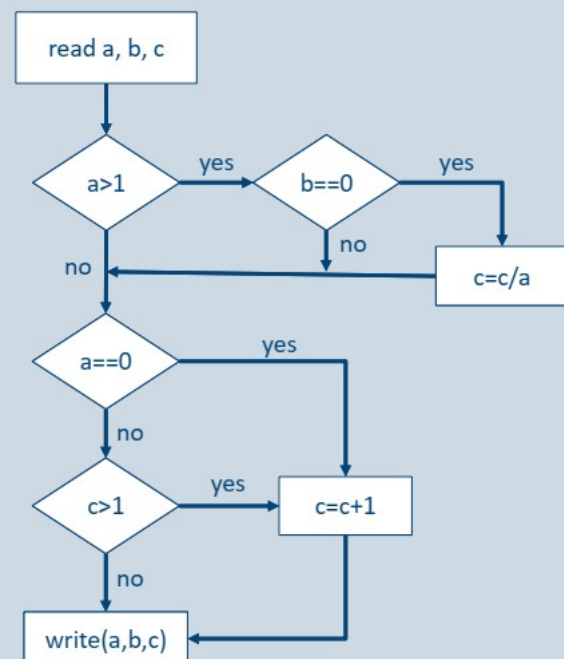 read a, b, c
a>1
yes
b==0
yes
no
no
c=c/a
a==0
yes
no
c>1
yes
c=c+1
no
write(a,b,c)